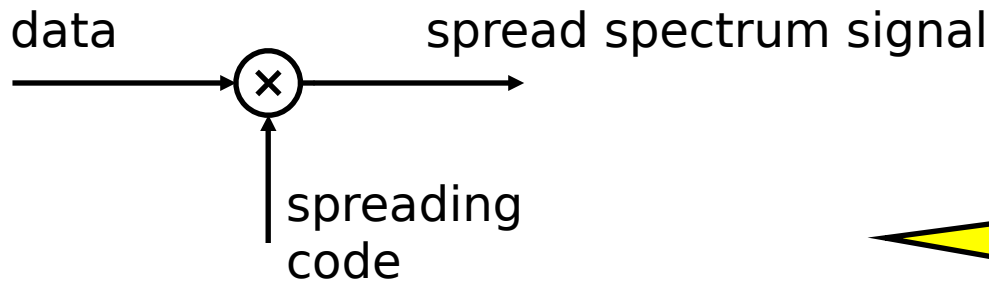 data
spread spectrum signal
×
spreading
code